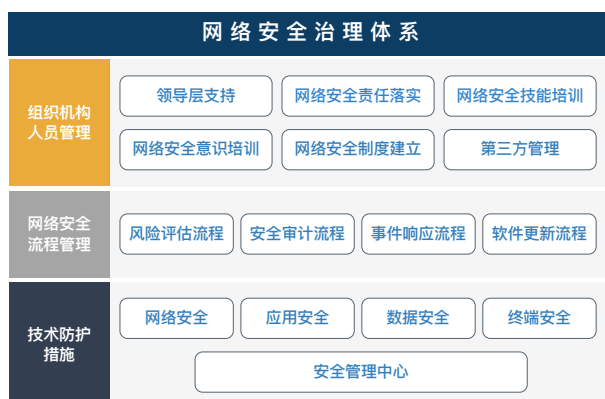 网络安全治理体系
组织机构
人员管理
领导层支持
网络安全责任落实
网络安全技能培训
网络安全意识培训
网络安全制度建立
第三方管理
网络安全
流程管理
风险评估流程
安全审计流程
事件响应流程
软件更新流程
技术防护
措施
网络安全
应用安全
数据安全
终端安全
安全管理中心